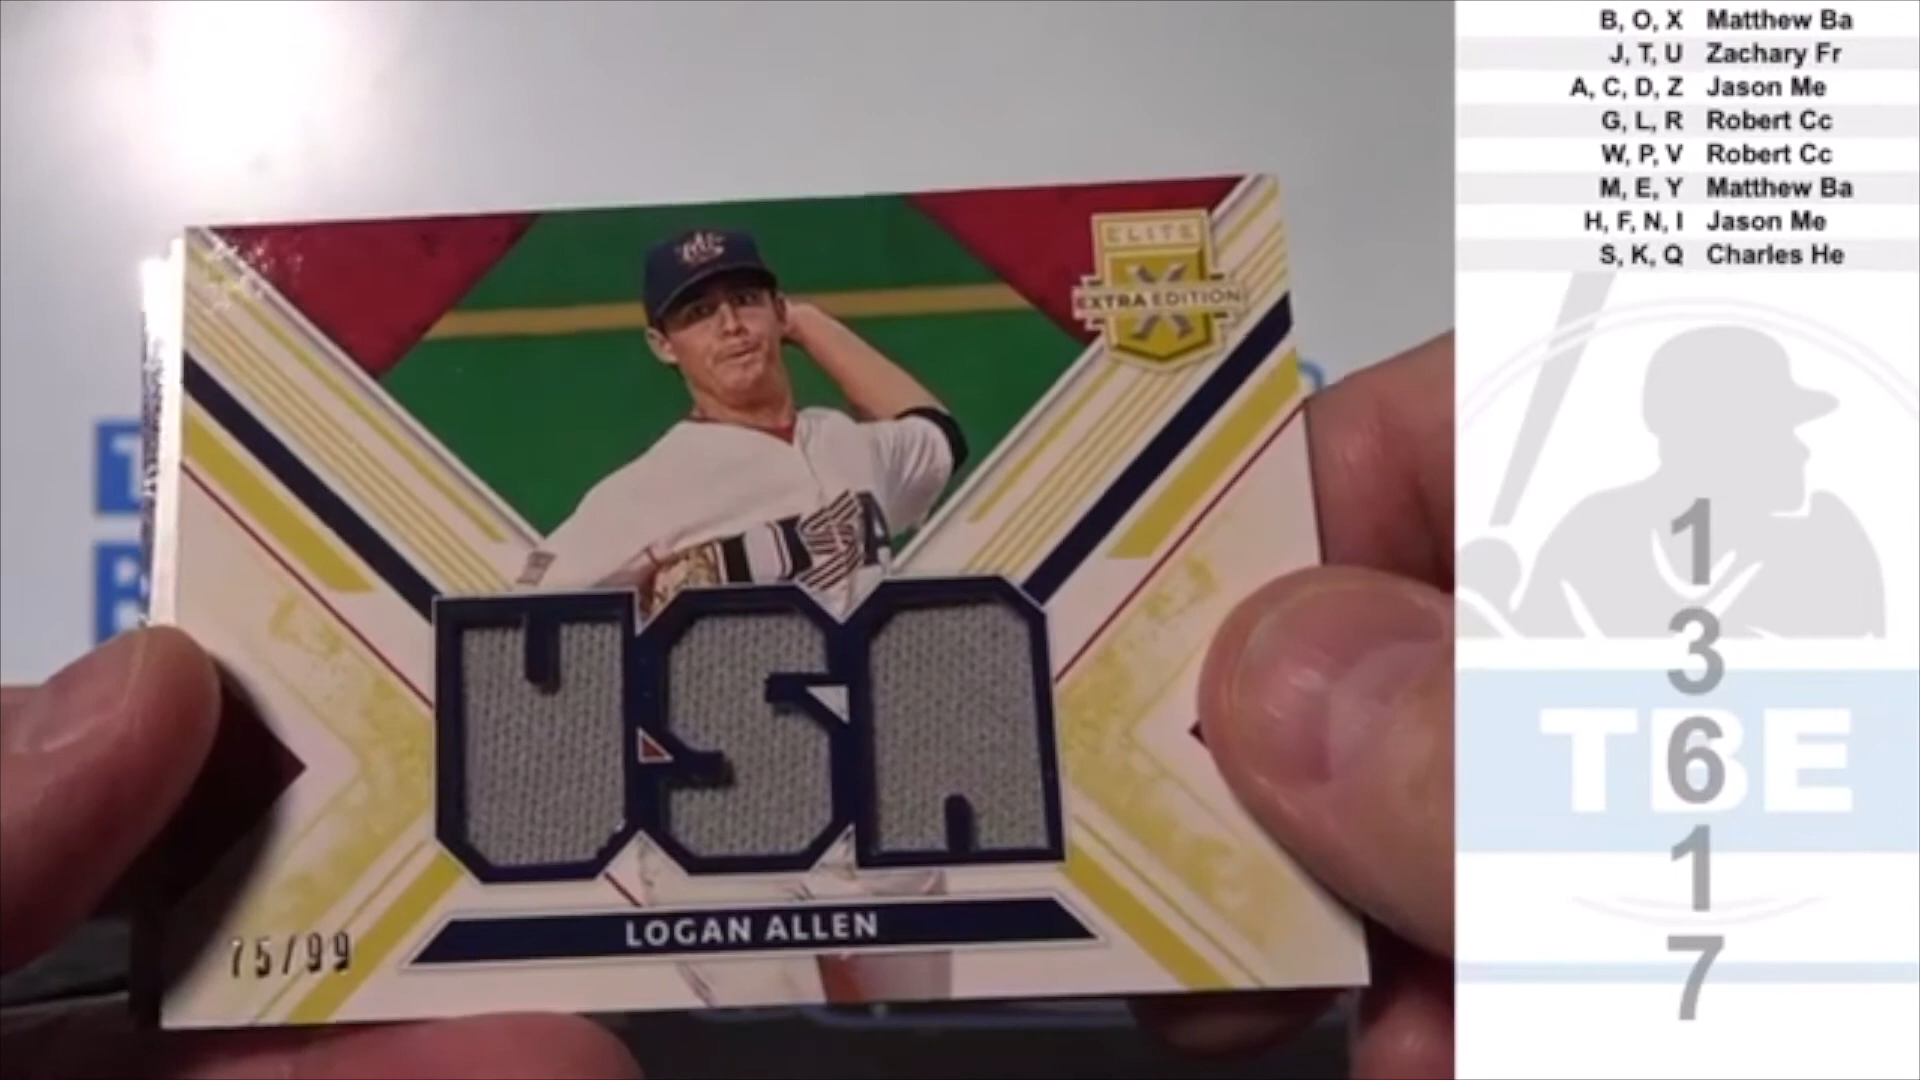 B, O, X Matthew Ba
J, T, U Zachary Fr
A, C, D, Z Jason Me
G, L, R Robert Cc
W, P, V Robert Cc
M, E, Y Matthew Ba
H, F, N, I Jason Me
S, K, Q Charles He
ELITE
EXTRA EDITION
USA
LOGAN ALLEN
75/99
1
3
6
1
7
TBE